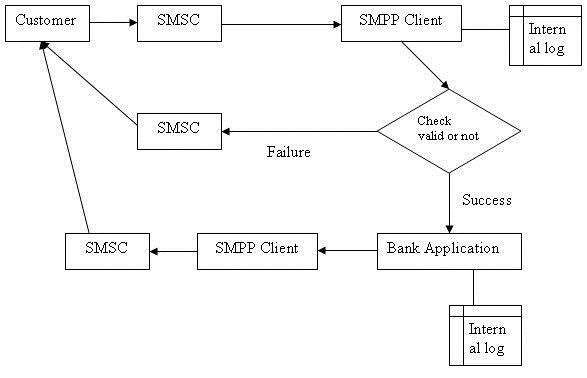 Customer
SMSC
SMPP Client
Intern
al log
Check
valid or not
SMSC
Failure
Success
SMSC
SMPP Client
Bank Application
Intern
al log